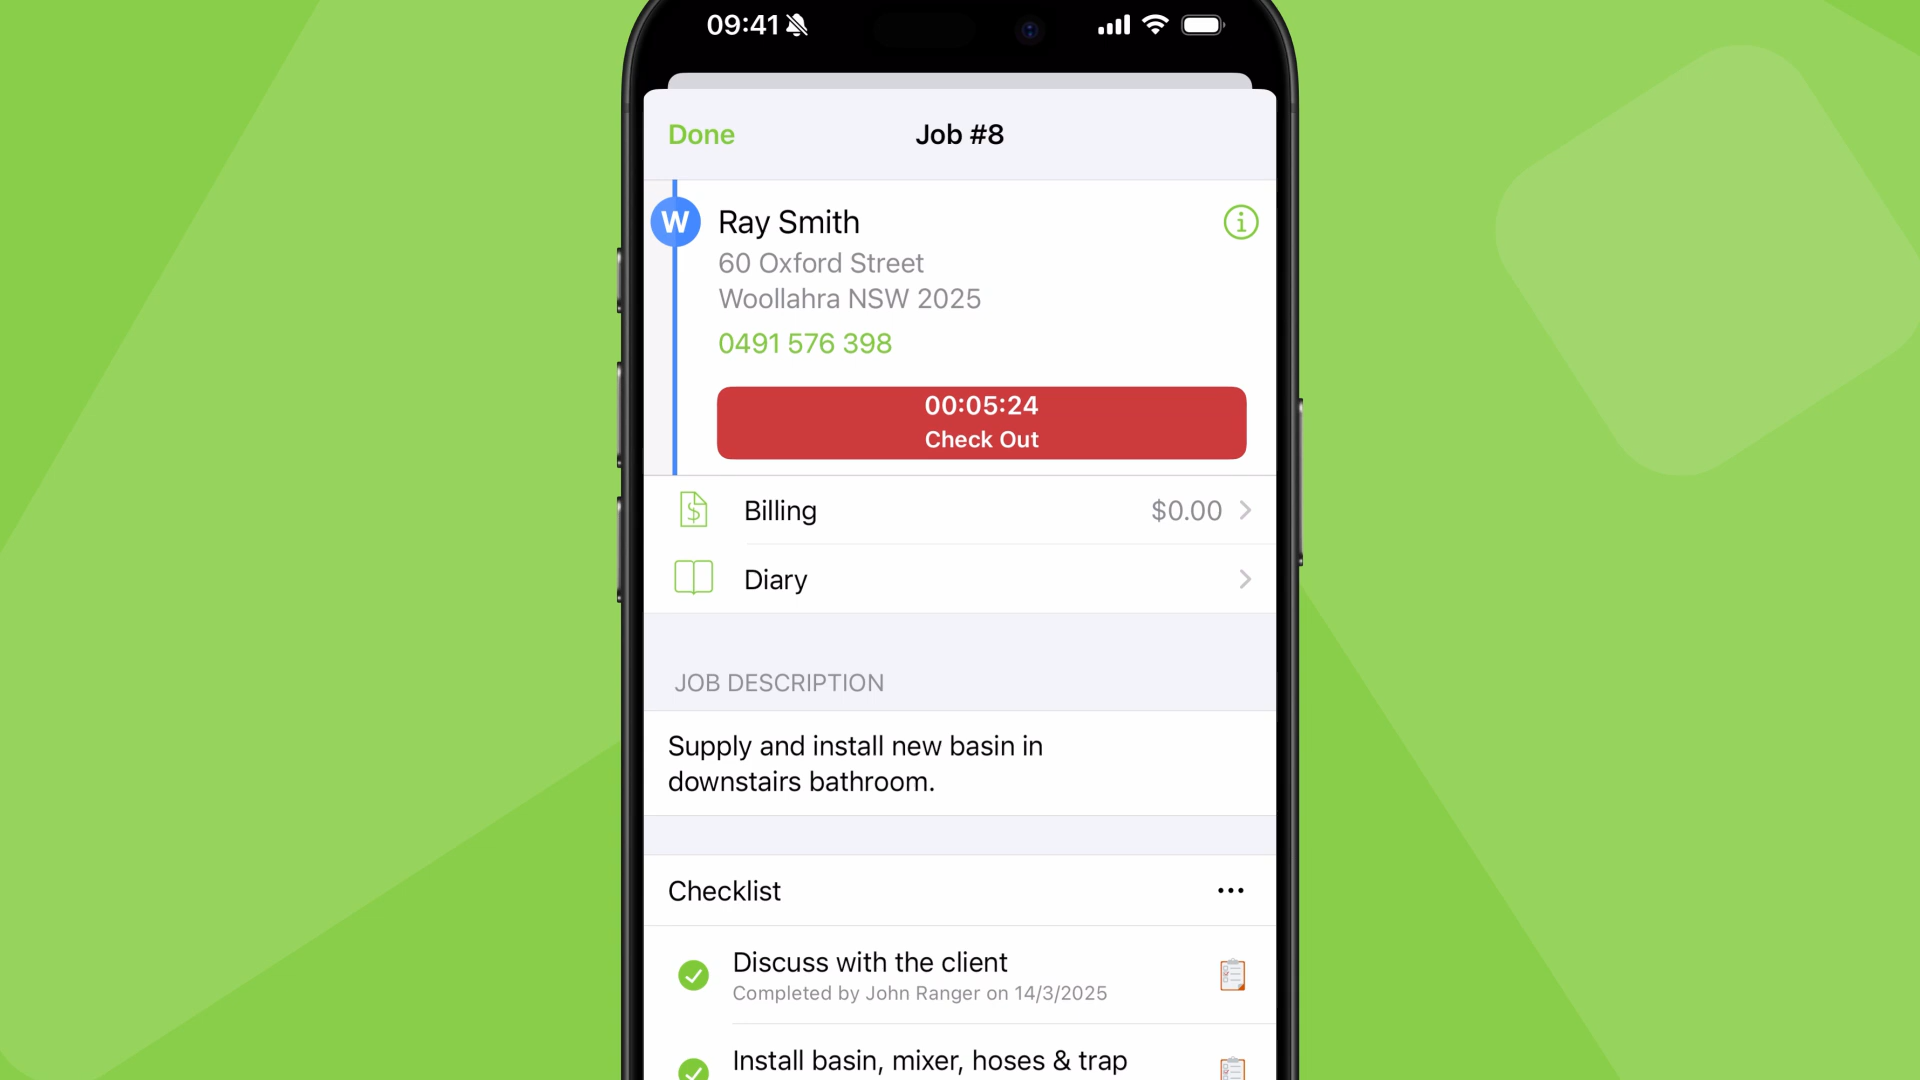 09:41
Done
Job #8
W
Ray Smith
60 Oxford Street
Woollahra NSW 2025
0491 576 398
00:05:24
Check Out
Billing
$0.00
Diary
JOB DESCRIPTION
Supply and install new basin in
downstairs bathroom.
Checklist
Discuss with the client
Completed by John Ranger on 14/3/2025
Install basin, mixer, hoses & trap